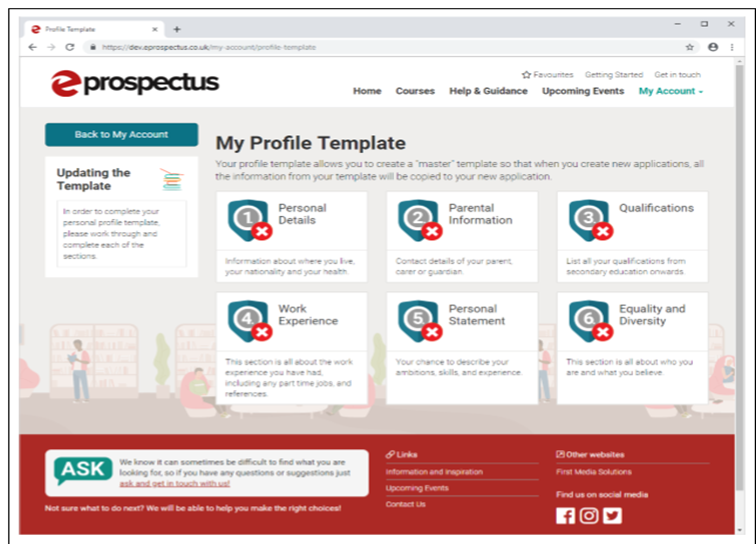 Profile Template
https://dev.eprospectus.co.uk/my-account/profile-template
eprospectus
Favourites Getting Started Get in touch
Home Courses Help & Guidance Upcoming Events My Account
Back to My Account
Updating the
Template
In order to complete your
personal profile template,
please work through and
complete each of the
sections.
My Profile Template
Your profile template allows you to create a "master" template so that when you create new applications, all
the information from your template will be copied to your new application.
1
Personal
Details
Information about where you live,
your nationality and your health.
2
Parental
Information
Contact details of your parent,
carer or guardian.
3
Qualifications
List all your qualifications from
secondary education onwards.
4
Work
Experience
This section is all about the work
experience you have had,
including any part time jobs, and
references.
5
Personal
Statement
Your chance to describe your
ambitions, skills, and experience.
6
Equality and
Diversity
This section is all about who you
are and what you believe.
ASK
We know it can sometimes be difficult to find what you are
looking for, so if you have any questions or suggestions just
ask and get in touch with us!
Not sure what to do next? We will be able to help you make the right choices!
Links
Information and Inspiration
Upcoming Events
Contact Us
Other websites
First Media Solutions
Find us on social media